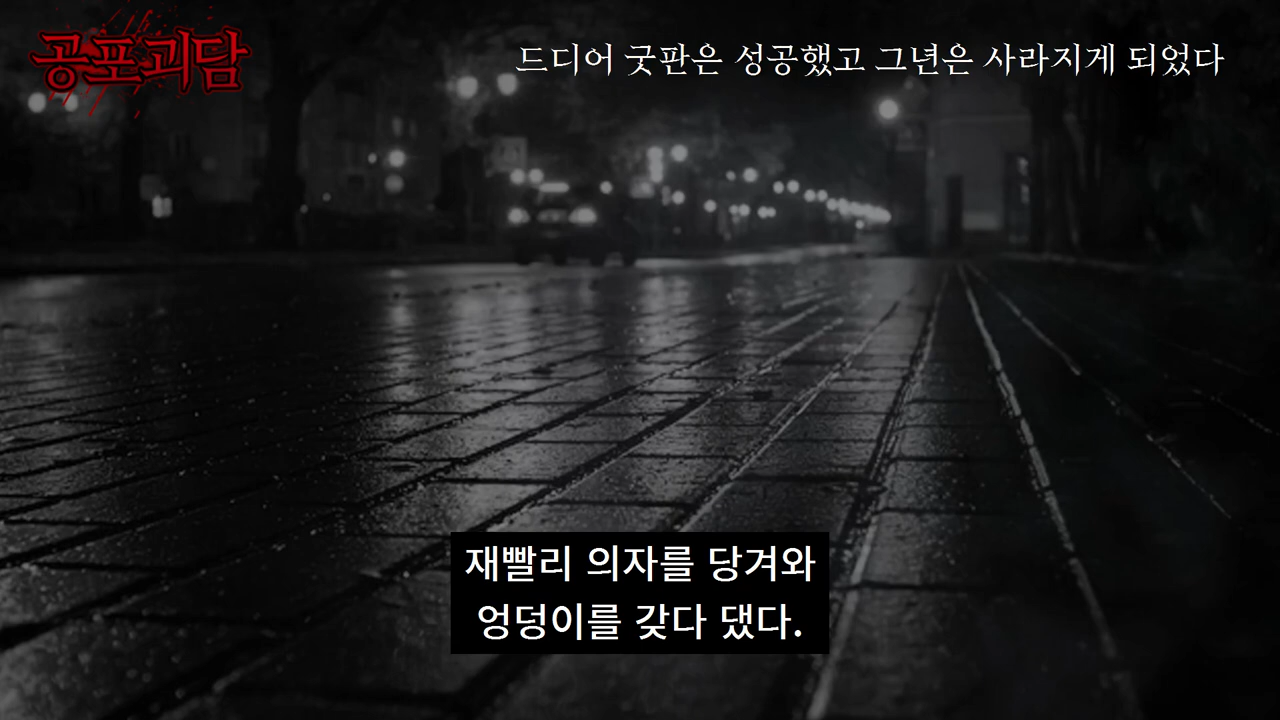 공포괴담
드디어 굿판은 성공했고 그년은 사라지게 되었다
재빨리 의자를 당겨와
엉덩이를 갖다 댔다.